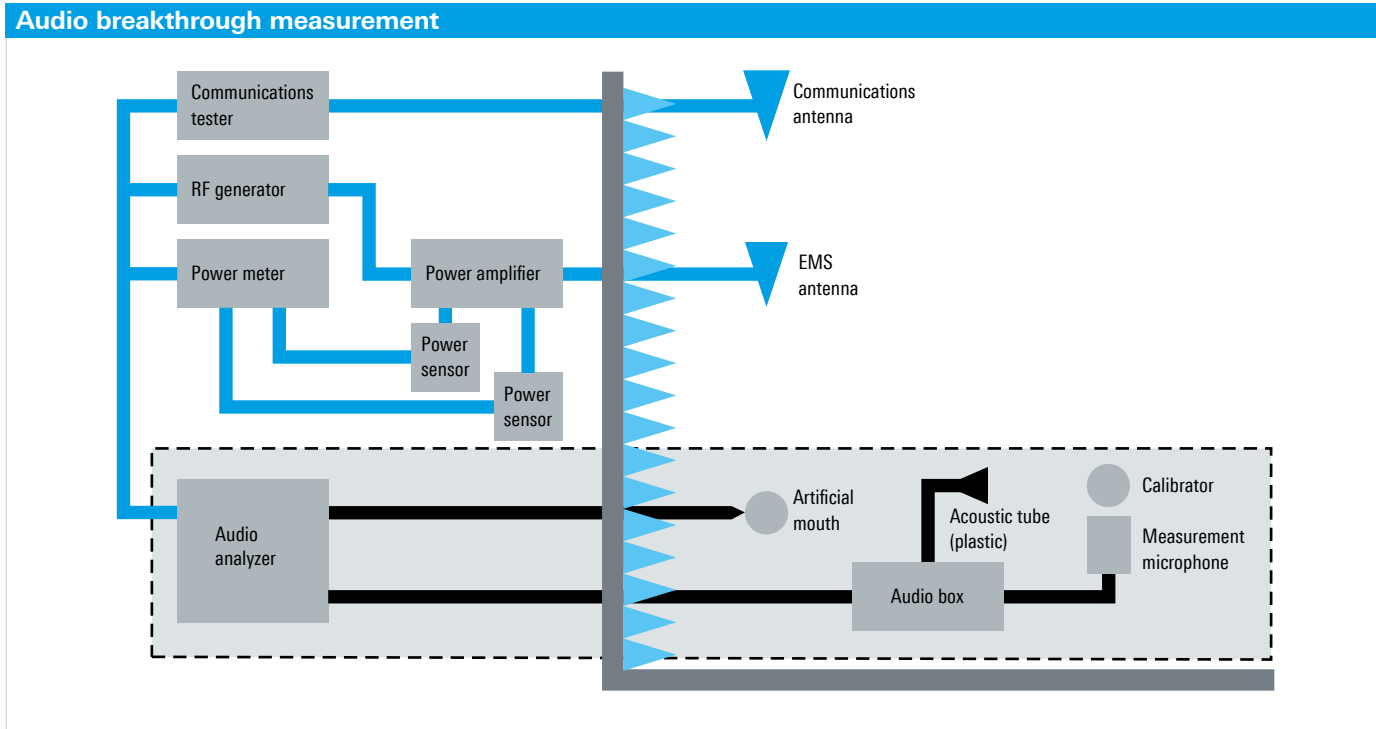 Audio breakthrough measurement
Communications
tester
Communications
antenna
RF generator
Power meter
Power amplifier
EMS
antenna
Power
sensor
Power
sensor
Audio
analyzer
Artificial
mouth
Acoustic tube
(plastic)
Calibrator
Measurement
microphone
Audio box